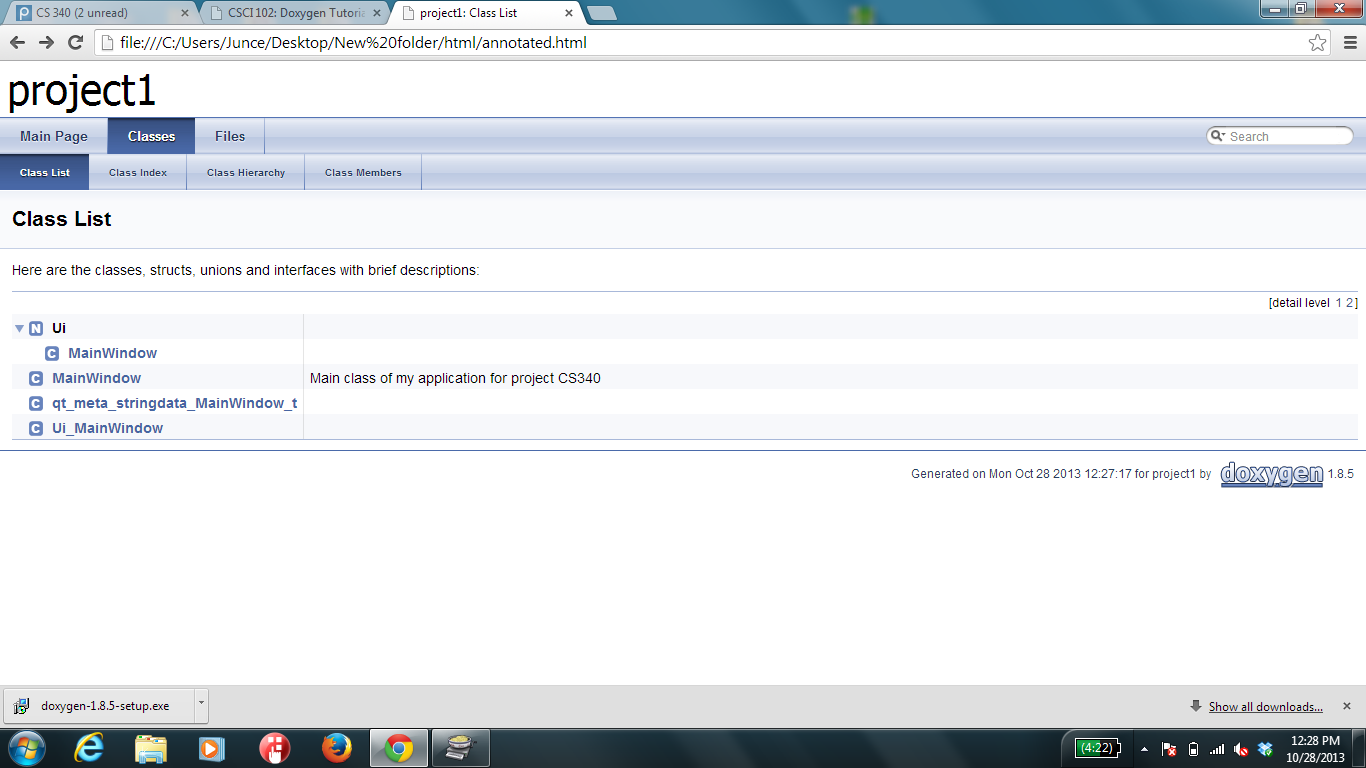 CS 340 (2 unread)
CSCI 102: Doxygen Tutoria
project1: Class List
file:///C:/Users/Junce/Desktop/New%20folder/html/annotated.html
project1
Main Page Classes Files Search
Class List Class Index Class Hierarchy Class Members
Class List
Here are the classes, structs, unions and interfaces with brief descriptions:
[detail level 1 2]
N Ui
C MainWindow
C MainWindow Main class of my application for project CS340
C qt_meta_stringdata_MainWindow_t
C Ui_MainWindow
Generated on Mon Oct 28 2013 12:27:17 for project1 by doxygen 1.8.5
doxygen-1.8.5-setup.exe Show all downloads...
(4:22) 12:28 PM
10/28/2013